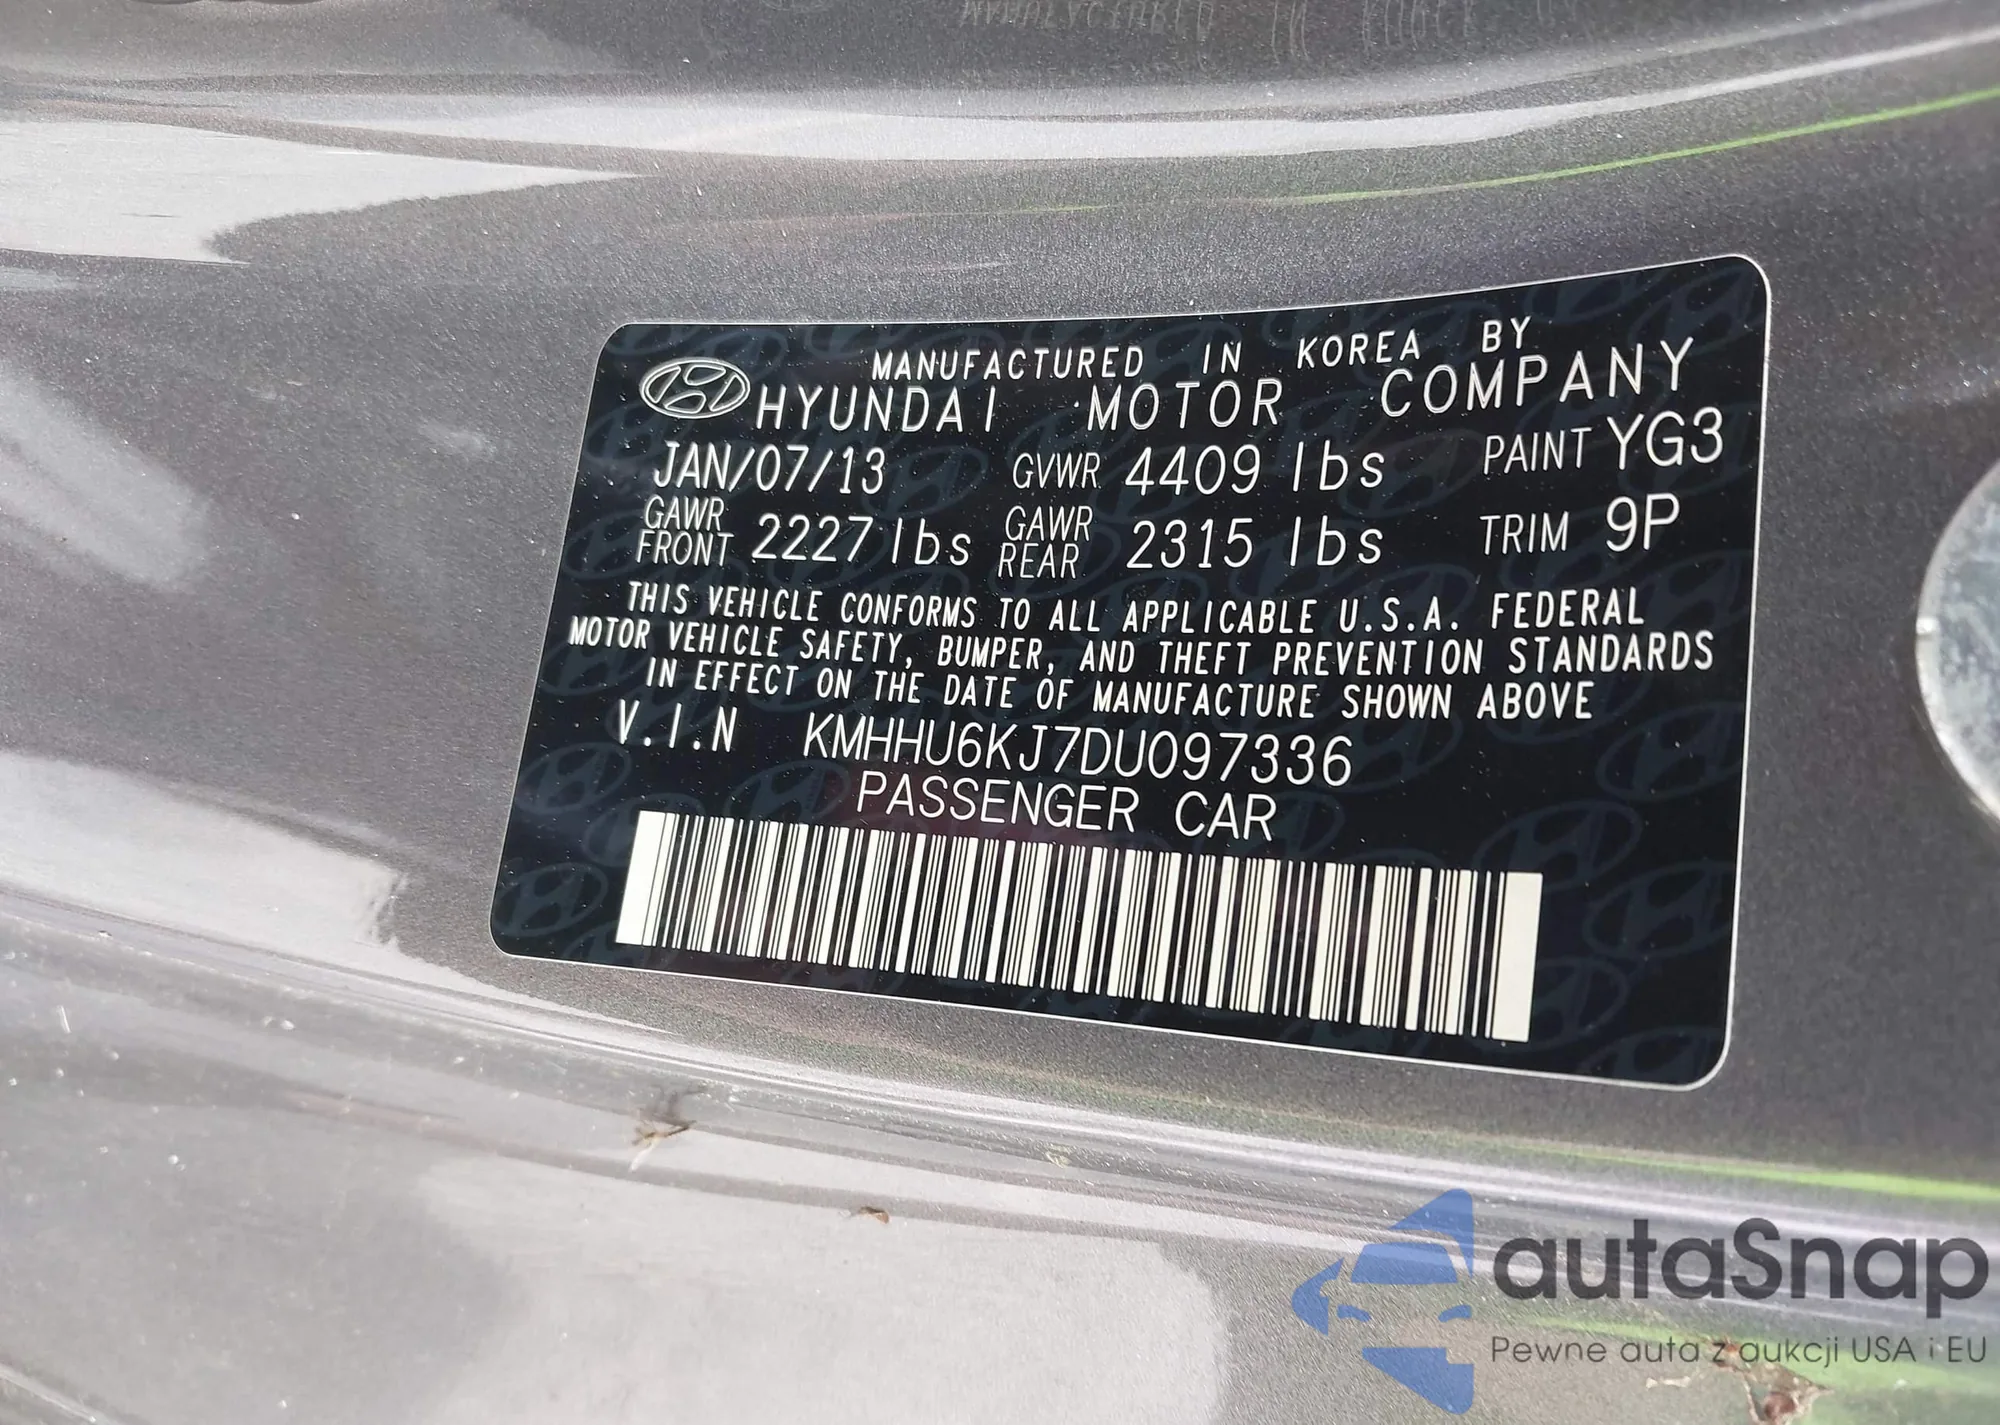 MANUFACTURED IN KOREA BY
HYUNDAI MOTOR COMPANY
JAN/07/13 GVWR 4409 lbs PAINT YG3
GAWR FRONT 2227 lbs GAWR REAR 2315 lbs TRIM 9P
THIS VEHICLE CONFORMS TO ALL APPLICABLE U.S.A. FEDERAL
MOTOR VEHICLE SAFETY, BUMPER, AND THEFT PREVENTION STANDARDS
IN EFFECT ON THE DATE OF MANUFACTURE SHOWN ABOVE
V.I.N KMHHU6KJ7DU097336
PASSENGER CAR
autaSnap
Pewne auta z aukcji USA i EU